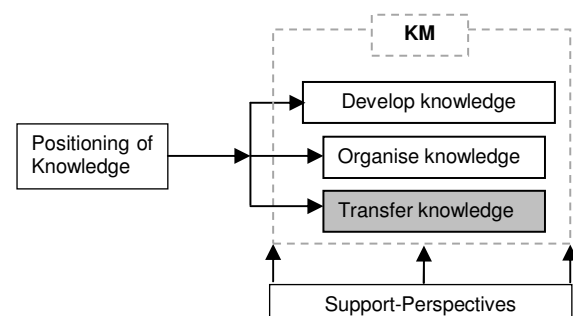 KM
Develop knowledge
Positioning of
Knowledge
Organise knowledge
Transfer knowledge
Support-Perspectives